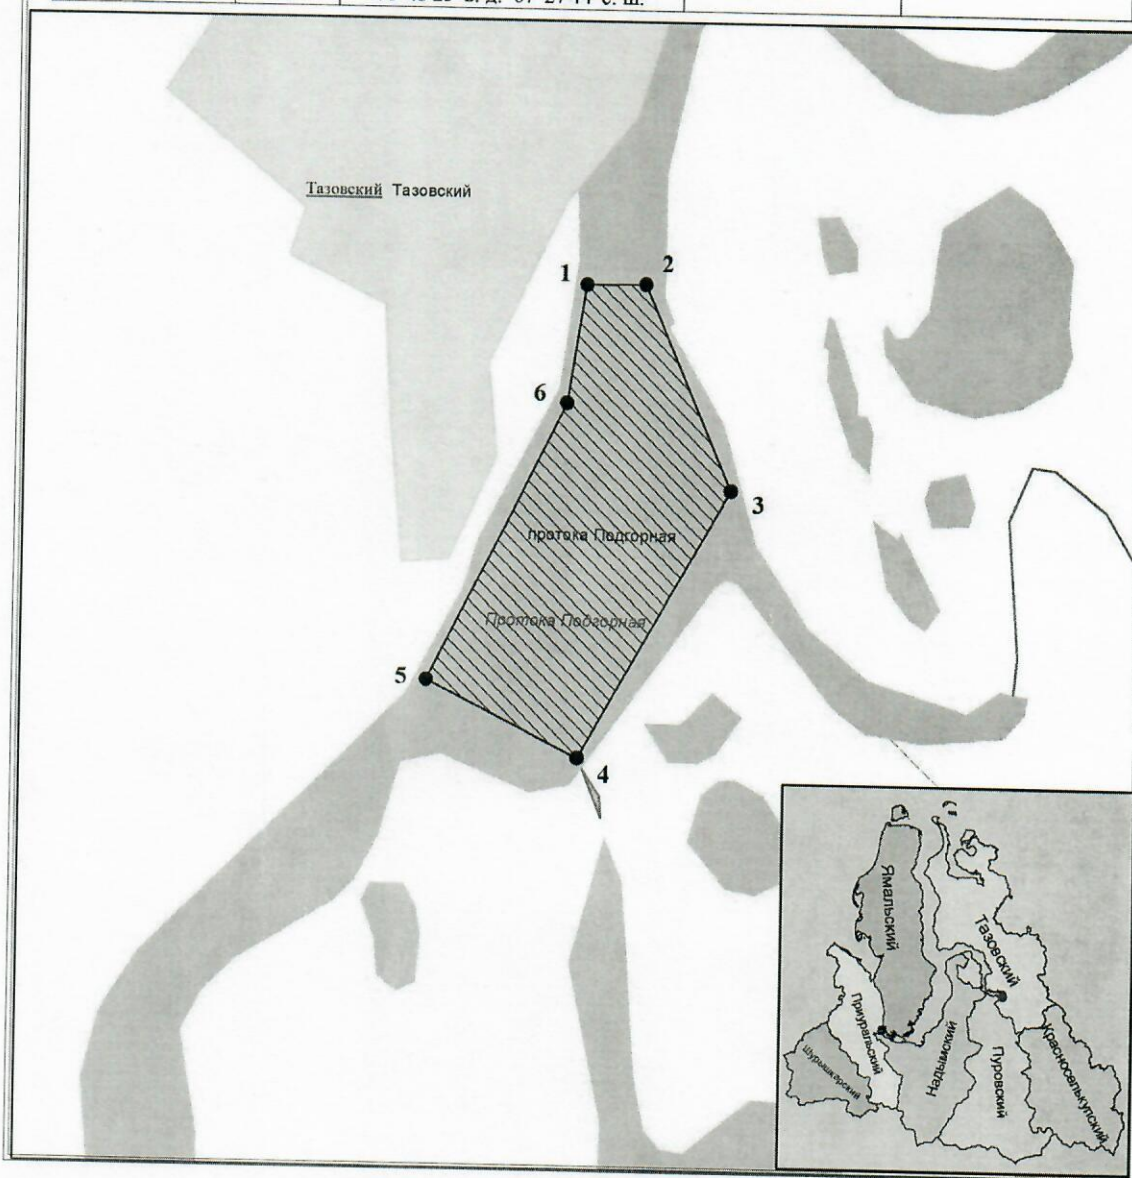 Тазовский Тазовский
1
2
6
3
протока Подгорная
Протока Подгорная
5
4
Ямальский
Тазовский
Приуральский
Шурышкарский
Надымский
Пуровский
Красноселькупский